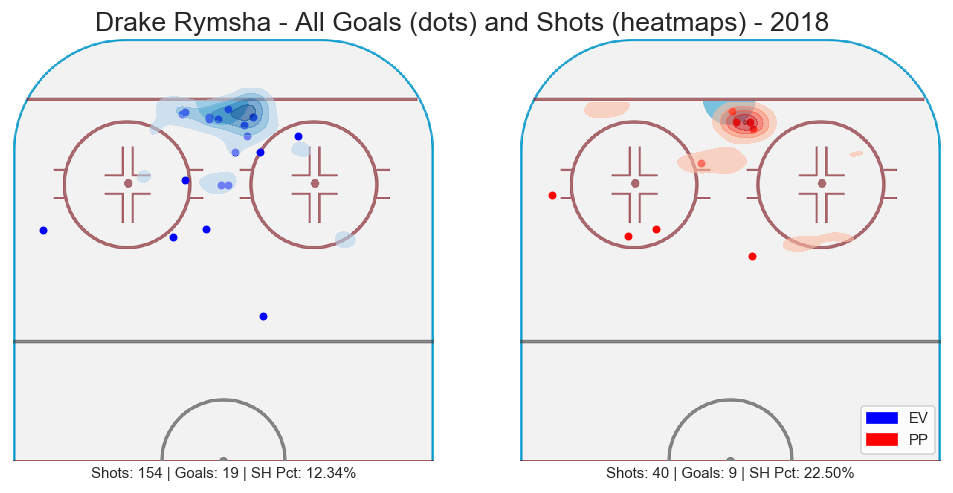 Drake Rymsha - All Goals (dots) and Shots (heatmaps) - 2018
EV
PP
Shots: 154 | Goals: 19 | SH Pct: 12.34%
Shots: 40 | Goals: 9 | SH Pct: 22.50%